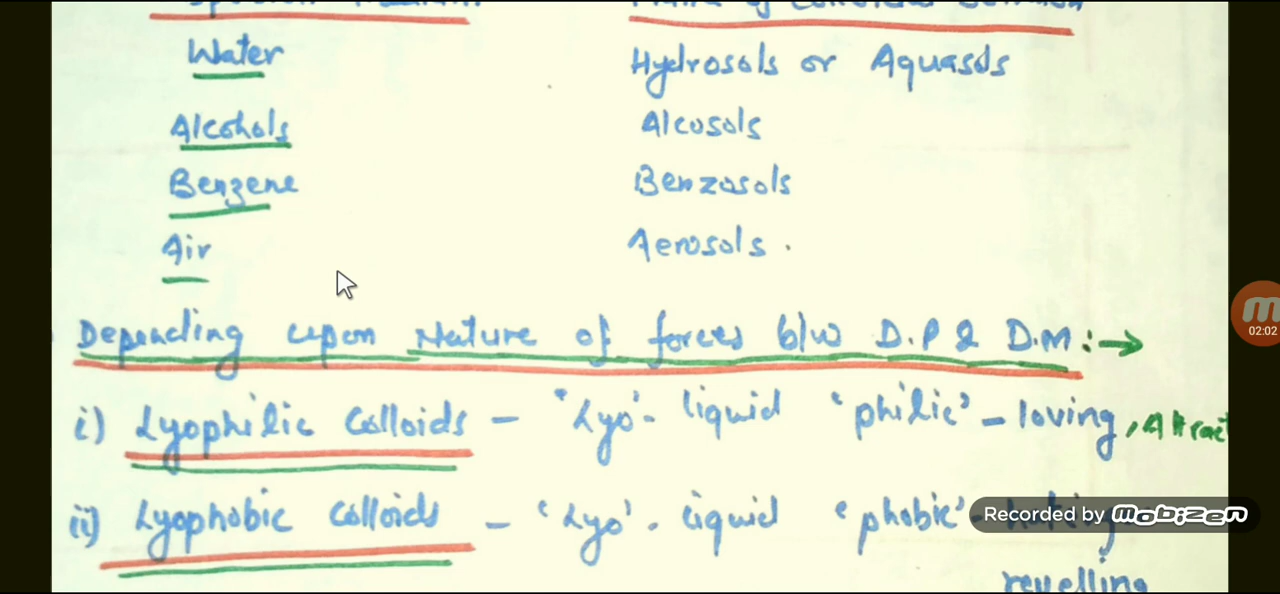 Water Hydrosols or Aquasols
Alcohols Alcosols
Benzene Benzosols
Air Aerosols .
02:02
Depending upon Nature of forces b/w D.P & D.M :→
i) Lyophilic Colloids – 'Lyo'- liquid 'philic' – loving, Attract
ii) Lyophobic Colloids – 'Lyo' - liquid 'phobic' -
Recorded by mobizen